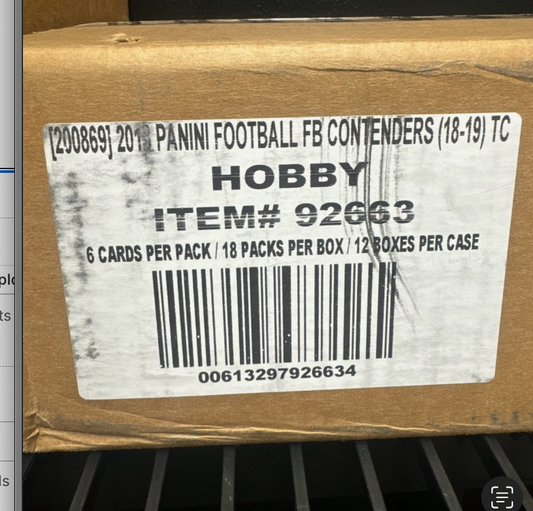 [200869] PANINI FOOTBALL FB CONTENDERS (18-19) TC
HOBBY
ITEM# 92663
6 CARDS PER PACK / 18 PACKS PER BOX / 12 BOXES PER CASE
00613297926634
ts